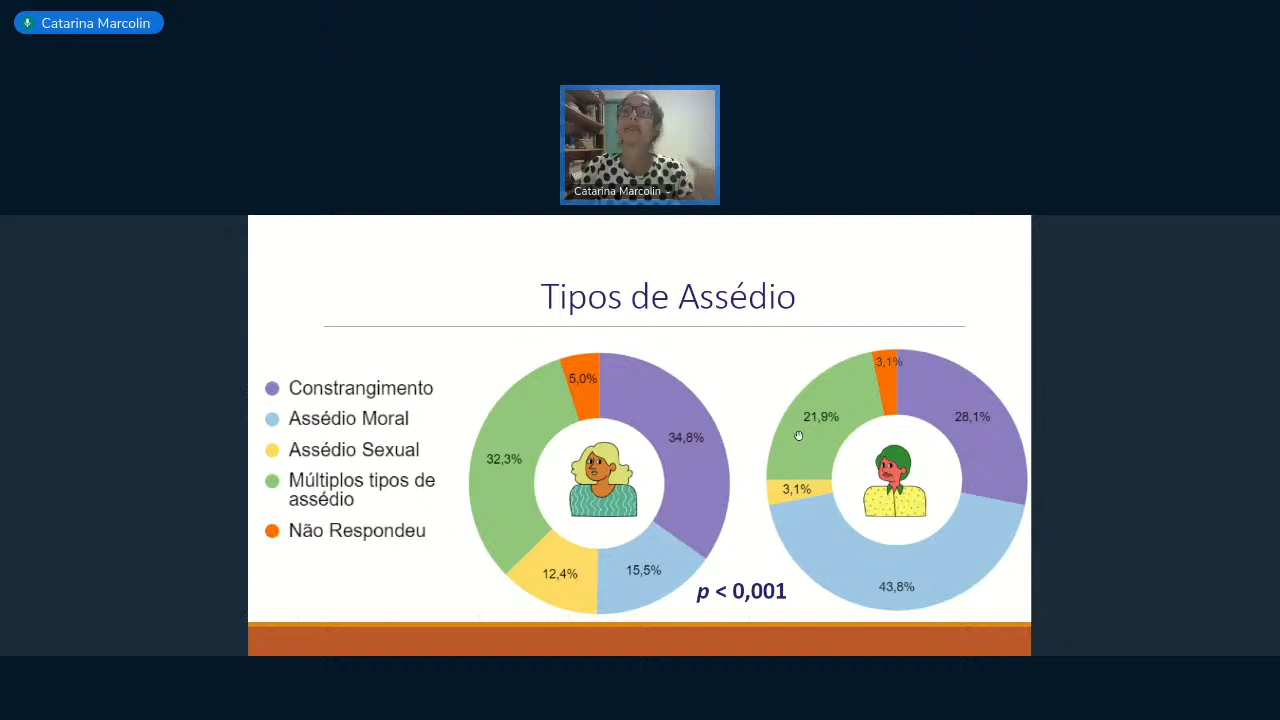 Catarina Marcolin
Catarina Marcolin
Tipos de Assédio
Constrangimento
Assédio Moral
Assédio Sexual
Múltiplos tipos de
assédio
Não Respondeu
5,0%
34,8%
32,3%
12,4%
15,5%
p < 0,001
3,1%
21,9%
28,1%
3,1%
43,8%